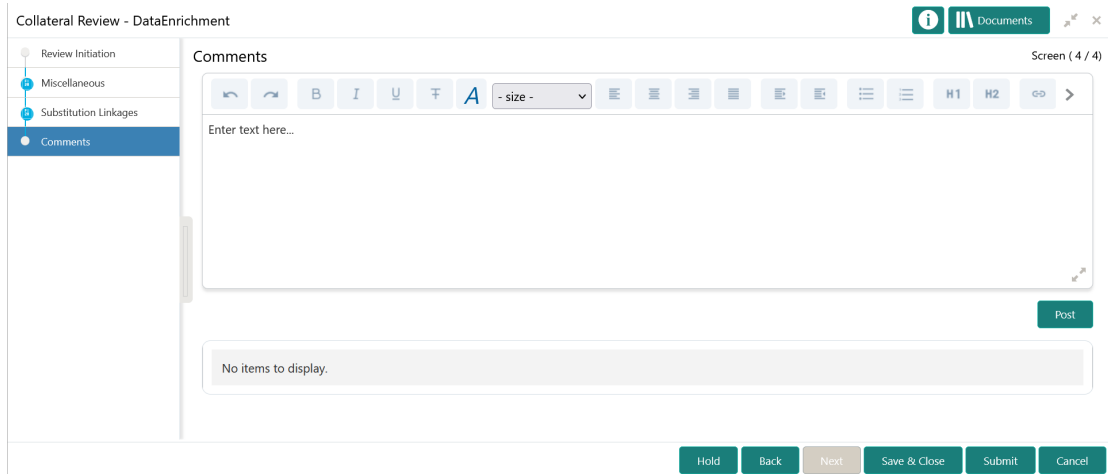 Collateral Review - DataEnrichment
Documents
Review Initiation
Miscellaneous
Substitution Linkages
Comments
Comments
Screen ( 4 / 4)
B I U T A - size - H1 H2
Enter text here...
Post
No items to display.
Hold Back Next Save & Close Submit Cancel